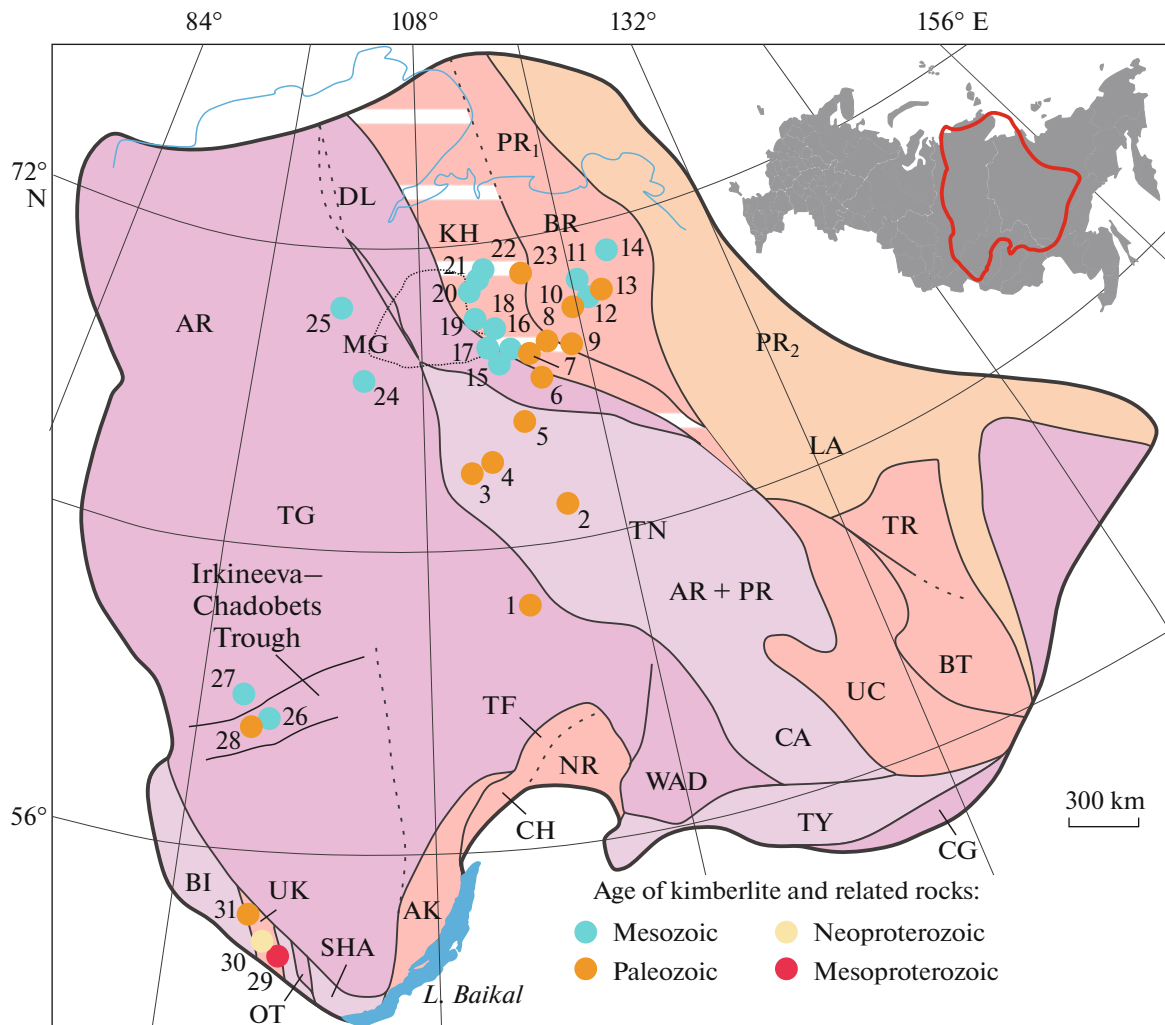 84°
108°
132°
156° E
72°
N
PR₁
DL
BR
KH
22
23
11
14
21
20
10
13
18
8
12
AR
25
19
16
9
MG
17
PR₂
7
15
24
6
5
LA
4
3
2
TR
TG
TN
Irkineeva–
Chadobets
Trough
1
AR + PR
BT
27
UC
26
TF
28
CA
NR
WAD
300 km
56°
CH
TY
CG
BI
UK
Age of kimberlite and related rocks:
31
AK
Mesozoic
Neoproterozoic
SHA
30
Paleozoic
Mesoproterozoic
29
OT
L. Baikal